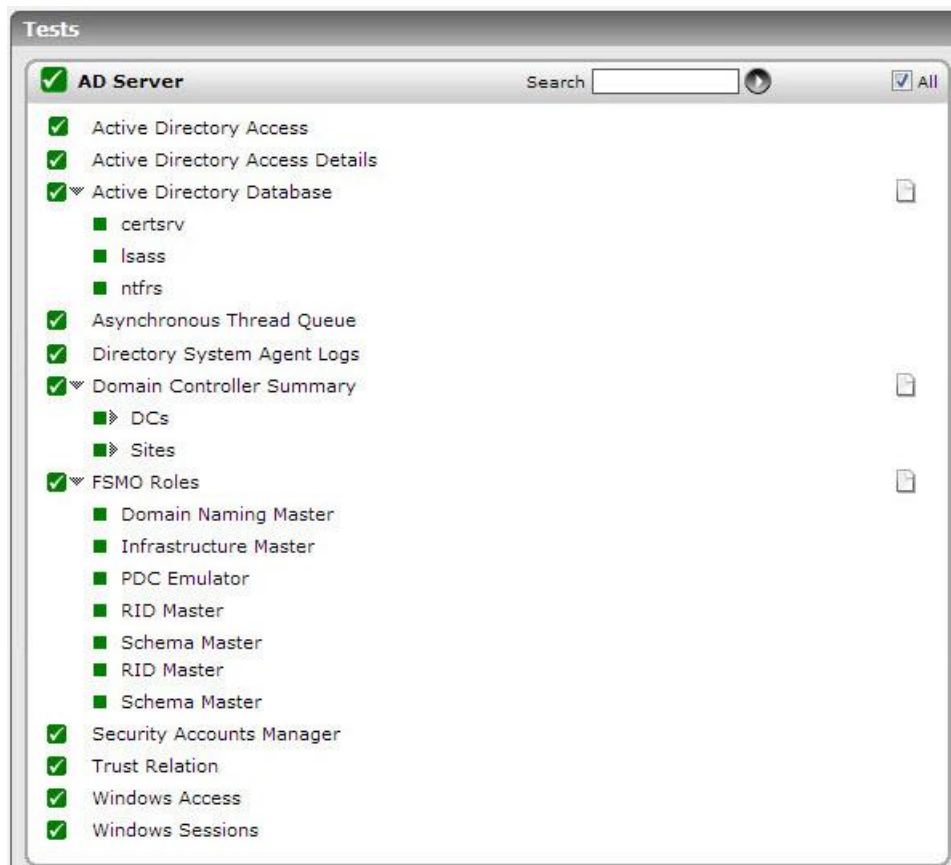 Tests
AD Server Search All
Active Directory Access
Active Directory Access Details
Active Directory Database
certsrv
lsass
ntfrs
Asynchronous Thread Queue
Directory System Agent Logs
Domain Controller Summary
DCs
Sites
FSMO Roles
Domain Naming Master
Infrastructure Master
PDC Emulator
RID Master
Schema Master
RID Master
Schema Master
Security Accounts Manager
Trust Relation
Windows Access
Windows Sessions